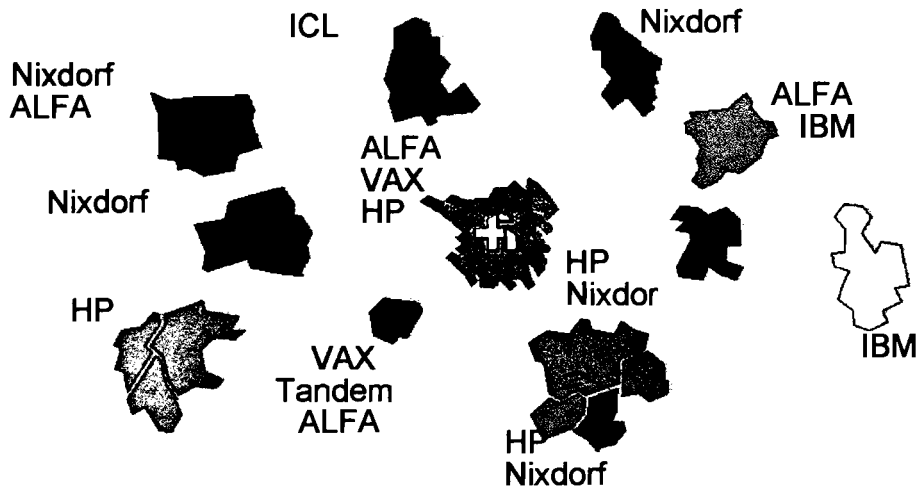 ICL
Nixdorf
Nixdorf
ALFA
ALFA
IBM
ALFA
VAX
HP
Nixdorf
HP
Nixdor
HP
IBM
VAX
Tandem
ALFA
HP
Nixdorf